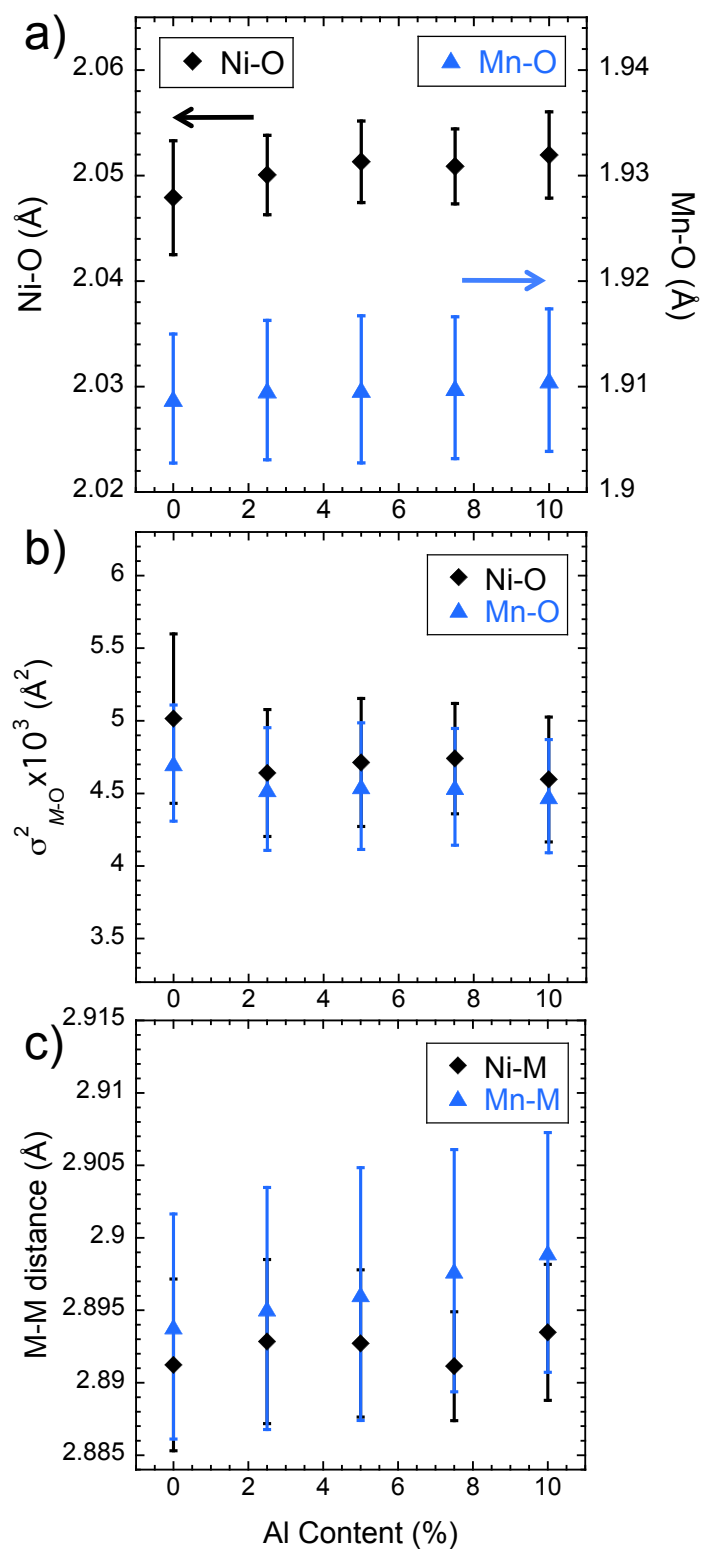 a)
Ni-O
Mn-O
2.06
2.05
2.04
2.03
2.02
Ni-O (Å)
1.94
1.93
1.92
1.91
1.9
Mn-O (Å)
0 2 4 6 8 10
b)
Ni-O
Mn-O
6
5.5
5
4.5
4
3.5
σ² M-O x10³ (Å²)
0 2 4 6 8 10
c)
Ni-M
Mn-M
2.915
2.91
2.905
2.9
2.895
2.89
2.885
M-M distance (Å)
0 2 4 6 8 10
Al Content (%)